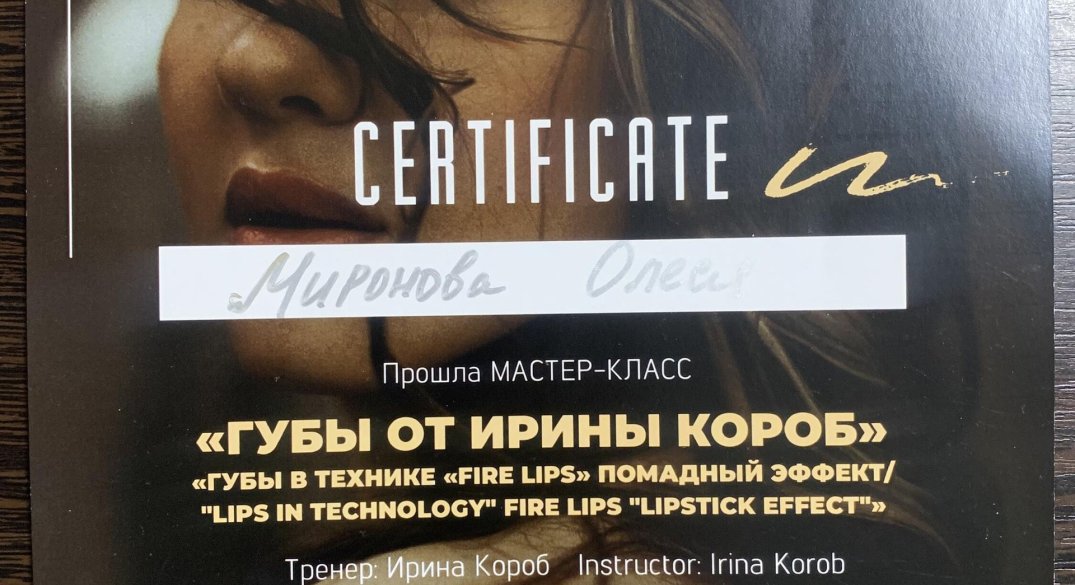 CERTIFICATE
Миронова Олеся
Прошла МАСТЕР-КЛАСС
«ГУБЫ ОТ ИРИНЫ КОРОБ»
«ГУБЫ В ТЕХНИКЕ «FIRE LIPS» ПОМАДНЫЙ ЭФФЕКТ/
"LIPS IN TECHNOLOGY" FIRE LIPS "LIPSTICK EFFECT"»
Тренер: Ирина Короб Instructor: Irina Korob